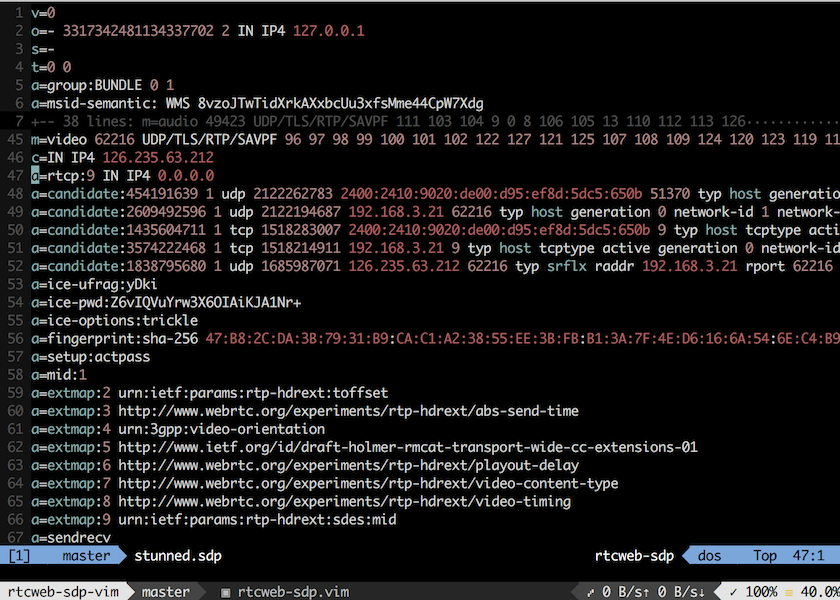 1 v=0
2 o=- 3317342481134337702 2 IN IP4 127.0.0.1
3 s=-
4 t=0 0
5 a=group:BUNDLE 0 1
6 a=msid-semantic: WMS 8vzoJTwTidXrkAXxbcUu3xfsMme44CpW7Xdg
7 +-- 38 lines: m=audio 49423 UDP/TLS/RTP/SAVPF 111 103 104 9 0 8 106 105 13 110 112 113 126············
45 m=video 62216 UDP/TLS/RTP/SAVPF 96 97 98 99 100 101 102 122 127 121 125 107 108 109 124 120 123 119 11
46 c=IN IP4 126.235.63.212
47 a=rtcp:9 IN IP4 0.0.0.0
48 a=candidate:454191639 1 udp 2122262783 2400:2410:9020:de00:d95:ef8d:5dc5:650b 51370 typ host generatio
49 a=candidate:2609492596 1 udp 2122194687 192.168.3.21 62216 typ host generation 0 network-id 1 network-
50 a=candidate:1435604711 1 tcp 1518283007 2400:2410:9020:de00:d95:ef8d:5dc5:650b 9 typ host tcptype acti
51 a=candidate:3574222468 1 tcp 1518214911 192.168.3.21 9 typ host tcptype active generation 0 network-id
52 a=candidate:1838795680 1 udp 1685987071 126.235.63.212 62216 typ srflx raddr 192.168.3.21 rport 62216
53 a=ice-ufrag:yDki
54 a=ice-pwd:Z6vIQVuYrw3X6OIAiKJA1Nr+
55 a=ice-options:trickle
56 a=fingerprint:sha-256 47:B8:2C:DA:3B:79:31:B9:CA:C1:A2:38:55:EE:3B:FB:B1:3A:7F:4E:D6:16:6A:54:6E:C4:B9
57 a=setup:actpass
58 a=mid:1
59 a=extmap:2 urn:ietf:params:rtp-hdrext:toffset
60 a=extmap:3 http://www.webrtc.org/experiments/rtp-hdrext/abs-send-time
61 a=extmap:4 urn:3gpp:video-orientation
62 a=extmap:5 http://www.ietf.org/id/draft-holmer-rmcat-transport-wide-cc-extensions-01
63 a=extmap:6 http://www.webrtc.org/experiments/rtp-hdrext/playout-delay
64 a=extmap:7 http://www.webrtc.org/experiments/rtp-hdrext/video-content-type
65 a=extmap:8 http://www.webrtc.org/experiments/rtp-hdrext/video-timing
66 a=extmap:9 urn:ietf:params:rtp-hdrext:sdes:mid
67 a=sendrecv
[1] master stunned.sdp rtcweb-sdp dos Top 47:1
rtcweb-sdp-vim master rtcweb-sdp.vim 0 B/s↑ 0 B/s↓ ✓ 100% = 40.0%